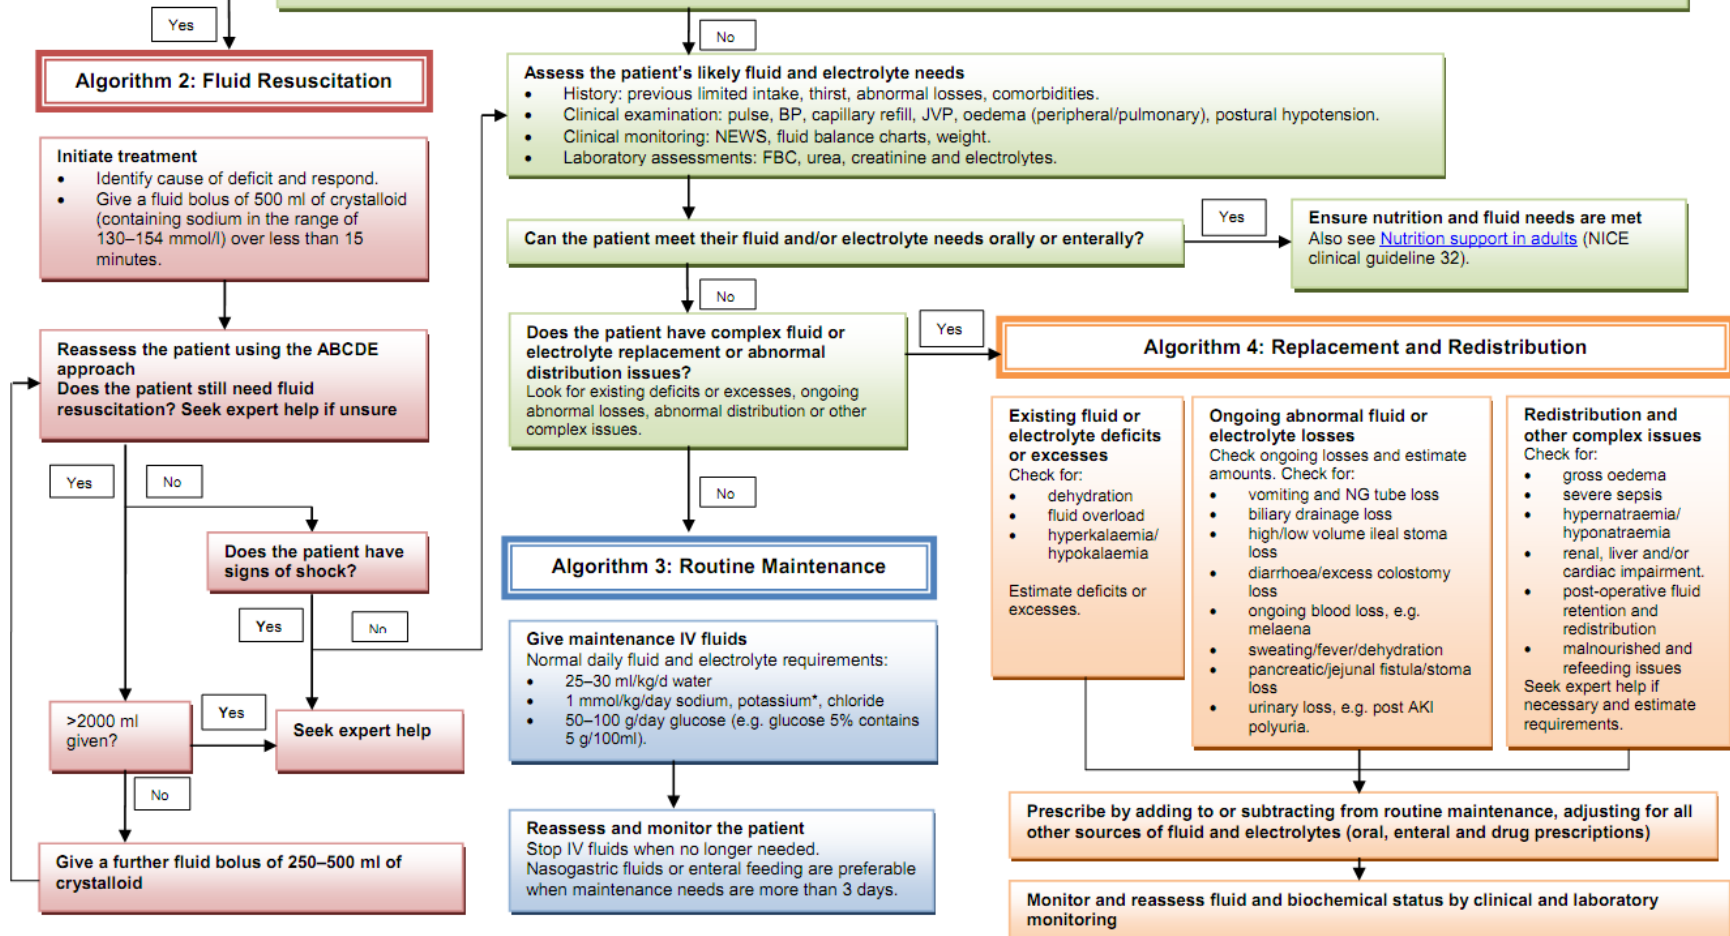 Yes
No
Algorithm 2: Fluid Resuscitation
Initiate treatment
• Identify cause of deficit and respond.
• Give a fluid bolus of 500 ml of crystalloid
(containing sodium in the range of
130–154 mmol/l) over less than 15
minutes.
Reassess the patient using the ABCDE
approach
Does the patient still need fluid
resuscitation? Seek expert help if unsure
Yes
No
Does the patient have
signs of shock?
Yes
No
>2000 ml
given?
Yes
Seek expert help
No
Give a further fluid bolus of 250–500 ml of
crystalloid
Assess the patient’s likely fluid and electrolyte needs
• History: previous limited intake, thirst, abnormal losses, comorbidities.
• Clinical examination: pulse, BP, capillary refill, JVP, oedema (peripheral/pulmonary), postural hypotension.
• Clinical monitoring: NEWS, fluid balance charts, weight.
• Laboratory assessments: FBC, urea, creatinine and electrolytes.
Can the patient meet their fluid and/or electrolyte needs orally or enterally?
Yes
Ensure nutrition and fluid needs are met
Also see Nutrition support in adults (NICE
clinical guideline 32).
No
Does the patient have complex fluid or
electrolyte replacement or abnormal
distribution issues?
Look for existing deficits or excesses, ongoing
abnormal losses, abnormal distribution or other
complex issues.
Yes
No
Algorithm 3: Routine Maintenance
Give maintenance IV fluids
Normal daily fluid and electrolyte requirements:
• 25–30 ml/kg/d water
• 1 mmol/kg/day sodium, potassium*, chloride
• 50–100 g/day glucose (e.g. glucose 5% contains
5 g/100ml).
Reassess and monitor the patient
Stop IV fluids when no longer needed.
Nasogastric fluids or enteral feeding are preferable
when maintenance needs are more than 3 days.
Algorithm 4: Replacement and Redistribution
Existing fluid or
electrolyte deficits
or excesses
Check for:
• dehydration
• fluid overload
• hyperkalaemia/
hypokalaemia
Estimate deficits or
excesses.
Ongoing abnormal fluid or
electrolyte losses
Check ongoing losses and estimate
amounts. Check for:
• vomiting and NG tube loss
• biliary drainage loss
• high/low volume ileal stoma
loss
• diarrhoea/excess colostomy
loss
• ongoing blood loss, e.g.
melaena
• sweating/fever/dehydration
• pancreatic/jejunal fistula/stoma
loss
• urinary loss, e.g. post AKI
polyuria.
Redistribution and
other complex issues
Check for:
• gross oedema
• severe sepsis
• hypernatraemia/
hyponatraemia
• renal, liver and/or
cardiac impairment.
• post-operative fluid
retention and
redistribution
• malnourished and
refeeding issues
Seek expert help if
necessary and estimate
requirements.
Prescribe by adding to or subtracting from routine maintenance, adjusting for all
other sources of fluid and electrolytes (oral, enteral and drug prescriptions)
Monitor and reassess fluid and biochemical status by clinical and laboratory
monitoring